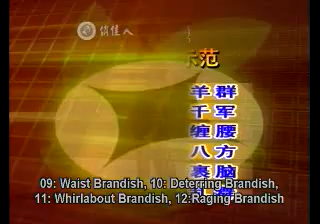 俏佳人
示范
羊群
千军
缠腰
八方
裹脑
09: Waist Brandish, 10: Deterring Brandish,
11: Whirlabout Brandish, 12:Raging Brandish